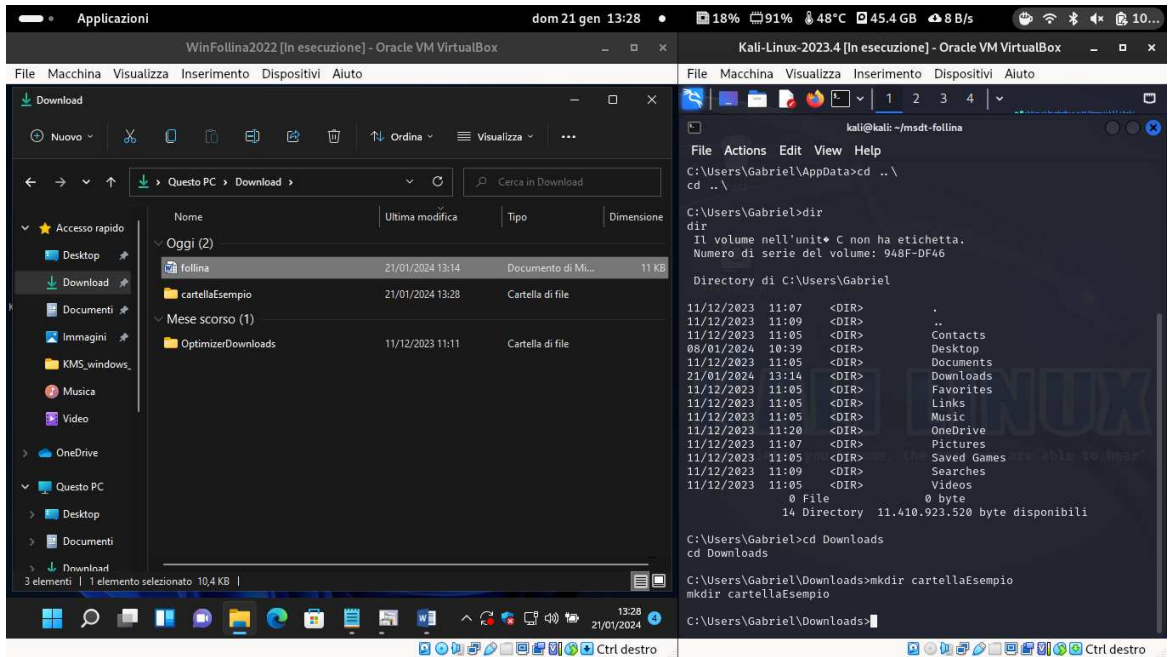 Applicazioni
dom 21 gen 13:28
18% 91% 48°C 45.4 GB 8 B/s
10...
WinFollina2022 [In esecuzione] - Oracle VM VirtualBox
File Macchina Visualizza Inserimento Dispositivi Aiuto
Download
Nuovo
Ordina
Visualizza
Questo PC > Download >
Cerca in Download
Nome Ultima modifica Tipo Dimensione
Accesso rapido
Desktop
Download
Documenti
Immagini
KMS_windows_
Musica
Video
OneDrive
Questo PC
Desktop
Documenti
Download
Oggi (2)
follina 21/01/2024 13:14 Documento di Mi... 11 KB
cartellaEsempio 21/01/2024 13:28 Cartella di file
Mese scorso (1)
OptimizerDownloads 11/12/2023 11:11 Cartella di file
3 elementi | 1 elemento selezionato 10,4 KB |
13:28
21/01/2024
4
Ctrl destro
Kali-Linux-2023.4 [In esecuzione] - Oracle VM VirtualBox
File Macchina Visualizza Inserimento Dispositivi Aiuto
1 2 3 4
kali@kali: ~/msdt-follina
File Actions Edit View Help
C:\Users\Gabriel\AppData>cd ..\
cd ..\
C:\Users\Gabriel>dir
dir
Il volume nell'unit� C non ha etichetta.
Numero di serie del volume: 948F-DF46
Directory di C:\Users\Gabriel
11/12/2023 11:07 <DIR> .
11/12/2023 11:09 <DIR> ..
11/12/2023 11:05 <DIR> Contacts
08/01/2024 10:39 <DIR> Desktop
11/12/2023 11:05 <DIR> Documents
21/01/2024 13:14 <DIR> Downloads
11/12/2023 11:05 <DIR> Favorites
11/12/2023 11:05 <DIR> Links
11/12/2023 11:05 <DIR> Music
11/12/2023 11:20 <DIR> OneDrive
11/12/2023 11:07 <DIR> Pictures
11/12/2023 11:05 <DIR> Saved Games
11/12/2023 11:09 <DIR> Searches
11/12/2023 11:05 <DIR> Videos
0 File 0 byte
14 Directory 11.410.923.520 byte disponibili
C:\Users\Gabriel>cd Downloads
cd Downloads
C:\Users\Gabriel\Downloads>mkdir cartellaEsempio
mkdir cartellaEsempio
C:\Users\Gabriel\Downloads>
Ctrl destro